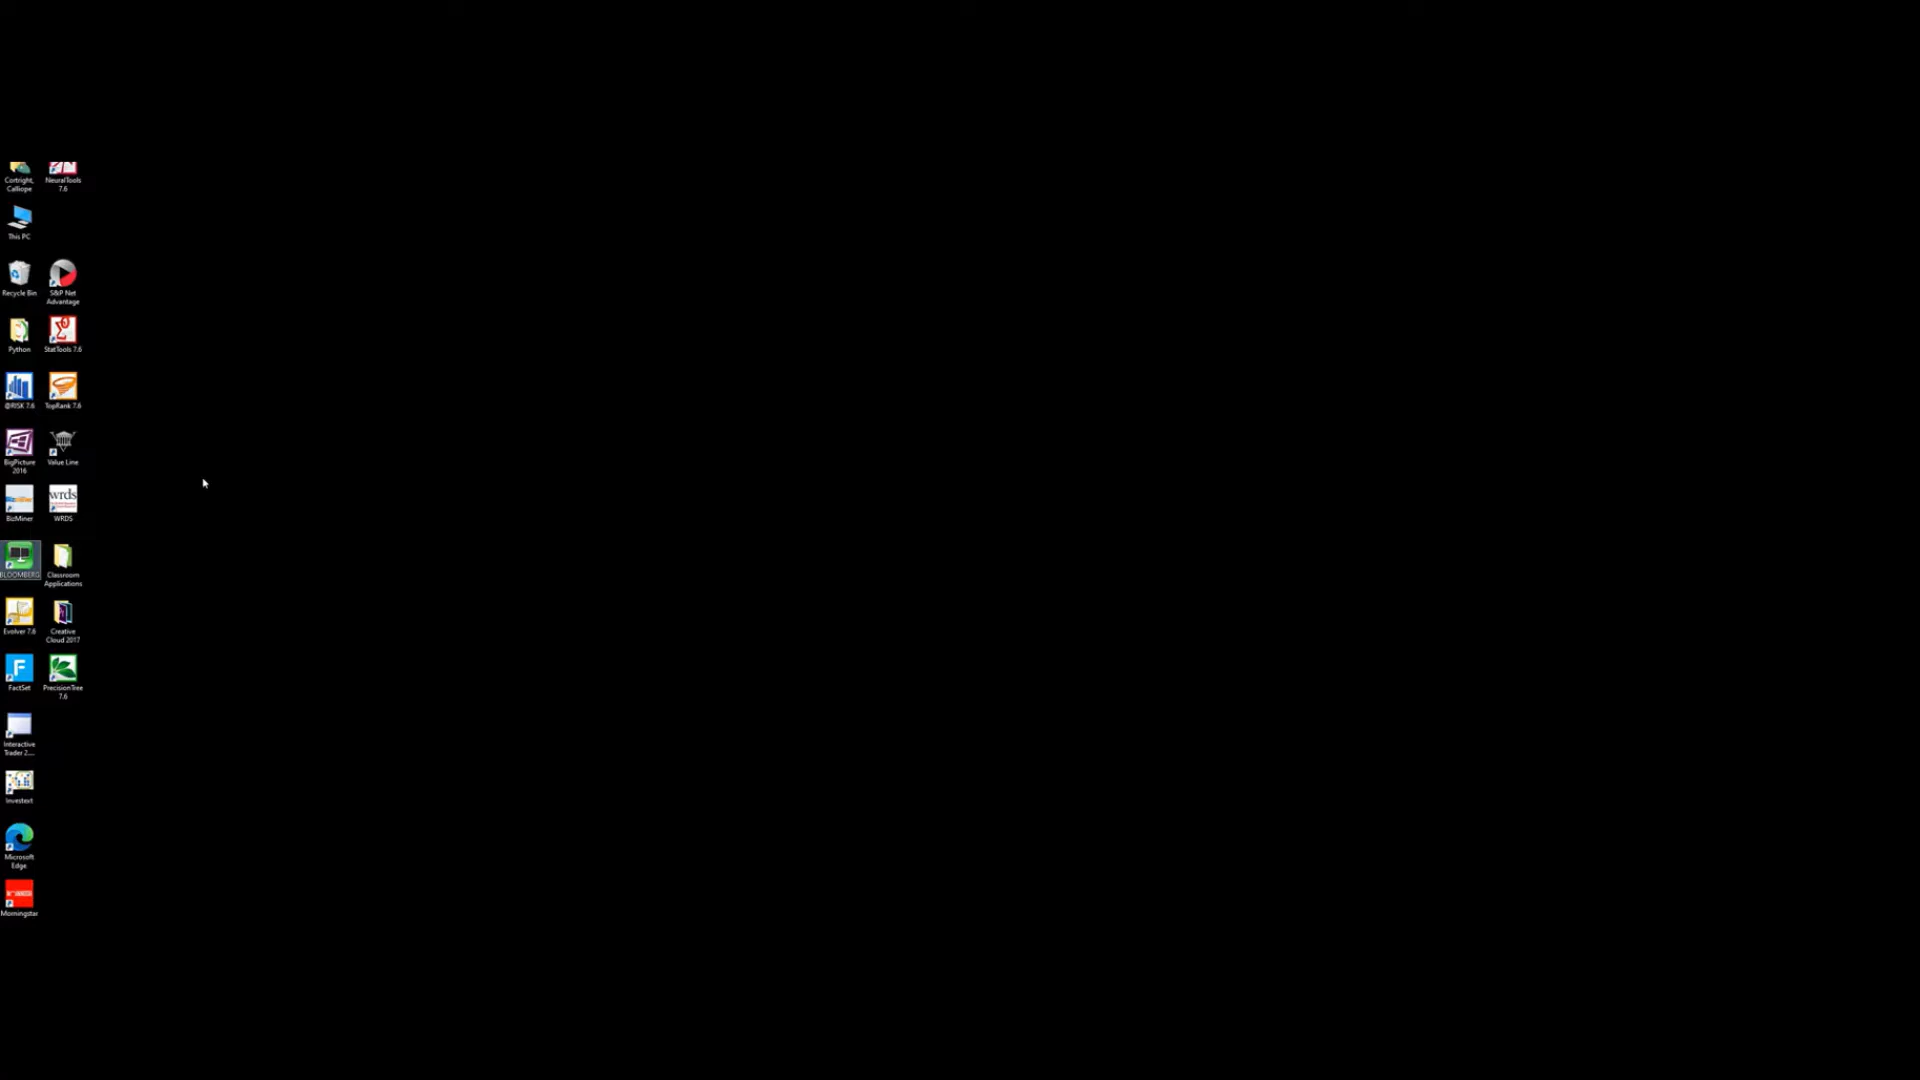 Cortright,
Calliope
NeuralTools
7.6
This PC
Recycle Bin
S&P Net
Advantage
Python
StatTools 7.6
@RISK 7.6
TopRank 7.6
BigPicture
2016
Value Line
BizMiner
wrds
WRDS
BLOOMBERG
Classroom
Applications
Evolver 7.6
Creative
Cloud 2017
F
FactSet
PrecisionTree
7.6
Interactive
Trader 2....
Investext
Microsoft
Edge
Morningstar